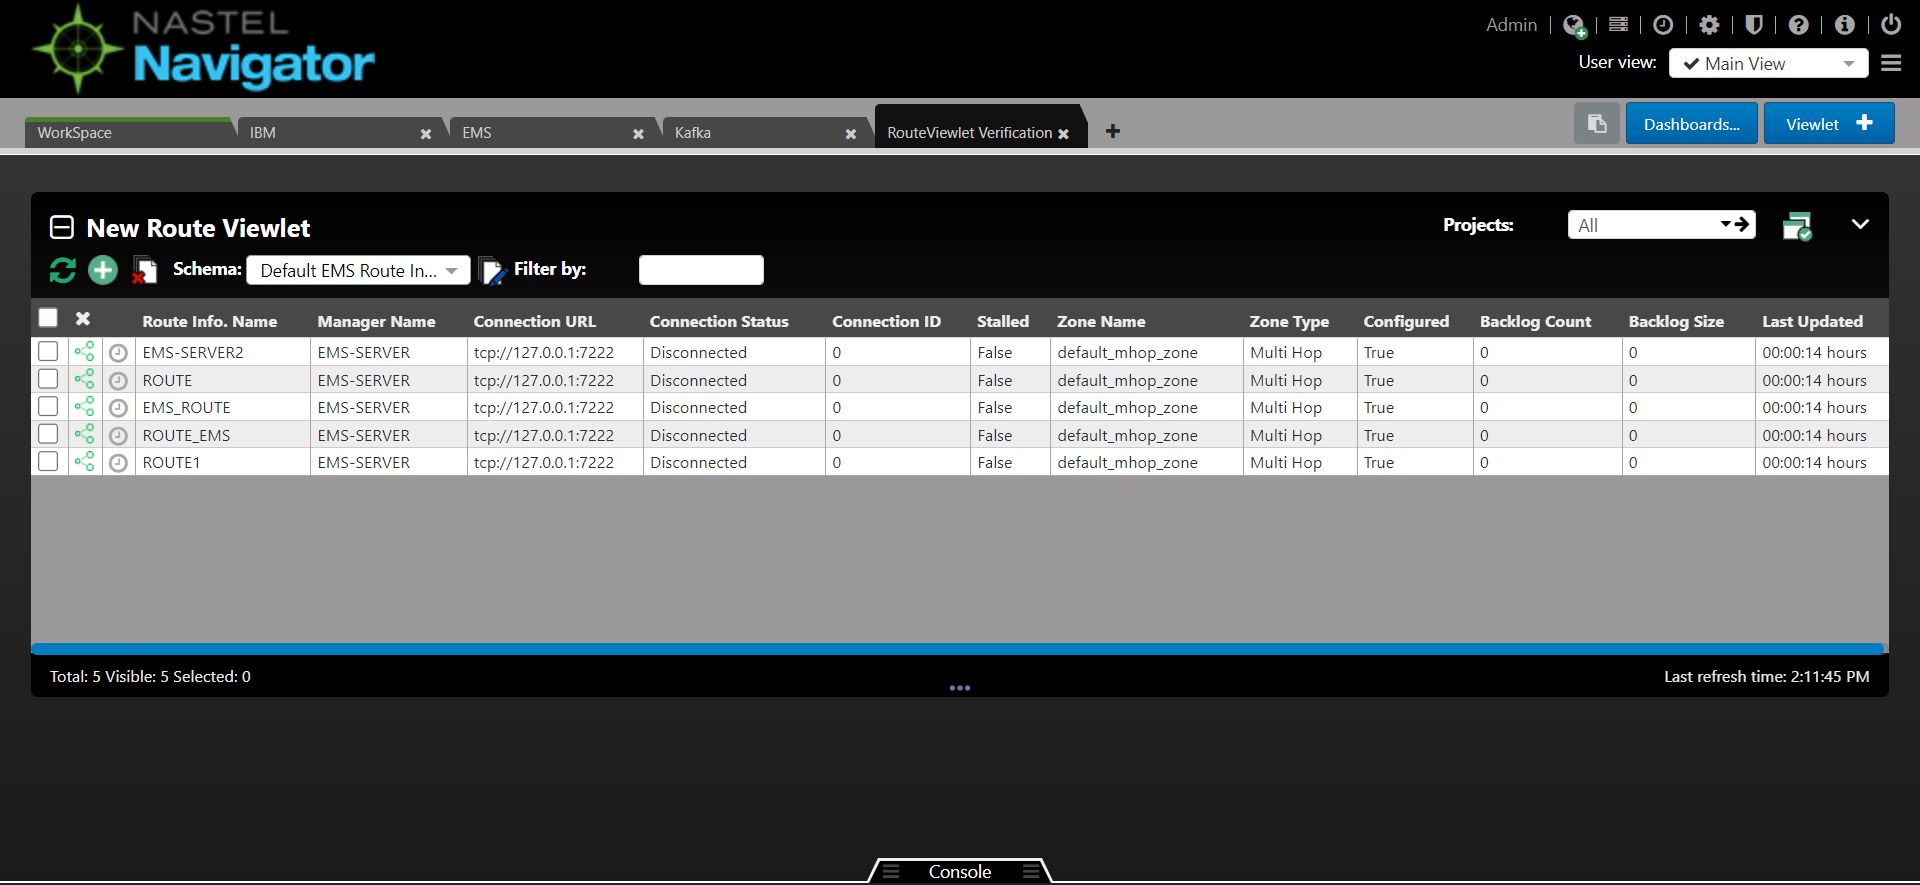 NASTEL
Navigator
Admin
User view: Main View
WorkSpace IBM EMS Kafka RouteViewlet Verification
Dashboards... Viewlet
New Route Viewlet
Projects: All
Schema: Default EMS Route In... Filter by:
Route Info. Name Manager Name Connection URL Connection Status Connection ID Stalled Zone Name Zone Type Configured Backlog Count Backlog Size Last Updated
EMS-SERVER2 EMS-SERVER tcp://127.0.0.1:7222 Disconnected 0 False default_mhop_zone Multi Hop True 0 0 00:00:14 hours
ROUTE EMS-SERVER tcp://127.0.0.1:7222 Disconnected 0 False default_mhop_zone Multi Hop True 0 0 00:00:14 hours
EMS_ROUTE EMS-SERVER tcp://127.0.0.1:7222 Disconnected 0 False default_mhop_zone Multi Hop True 0 0 00:00:14 hours
ROUTE_EMS EMS-SERVER tcp://127.0.0.1:7222 Disconnected 0 False default_mhop_zone Multi Hop True 0 0 00:00:14 hours
ROUTE1 EMS-SERVER tcp://127.0.0.1:7222 Disconnected 0 False default_mhop_zone Multi Hop True 0 0 00:00:14 hours
Total: 5 Visible: 5 Selected: 0
Last refresh time: 2:11:45 PM
Console